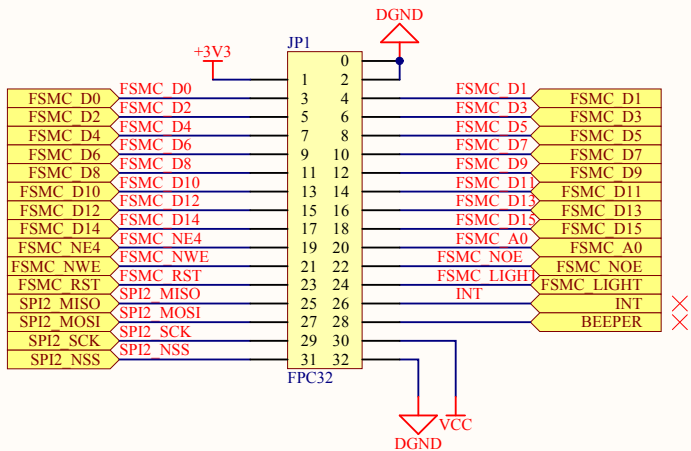 DGND
JP1
+3V3
0
1 2
FSMC_D0 FSMC_D0 3 4 FSMC_D1 FSMC_D1
FSMC_D2 FSMC_D2 5 6 FSMC_D3 FSMC_D3
FSMC_D4 FSMC_D4 7 8 FSMC_D5 FSMC_D5
FSMC_D6 FSMC_D6 9 10 FSMC_D7 FSMC_D7
FSMC_D8 FSMC_D8 11 12 FSMC_D9 FSMC_D9
FSMC_D10 FSMC_D10 13 14 FSMC_D11 FSMC_D11
FSMC_D12 FSMC_D12 15 16 FSMC_D13 FSMC_D13
FSMC_D14 FSMC_D14 17 18 FSMC_D15 FSMC_D15
FSMC_NE4 FSMC_NE4 19 20 FSMC_A0 FSMC_A0
FSMC_NWE FSMC_NWE 21 22 FSMC_NOE FSMC_NOE
FSMC_RST FSMC_RST 23 24 FSMC_LIGHT FSMC_LIGHT
SPI2_MISO SPI2_MISO 25 26 INT INT
SPI2_MOSI SPI2_MOSI 27 28 BEEPER
SPI2_SCK SPI2_SCK 29 30
SPI2_NSS SPI2_NSS 31 32
FPC32
VCC
DGND